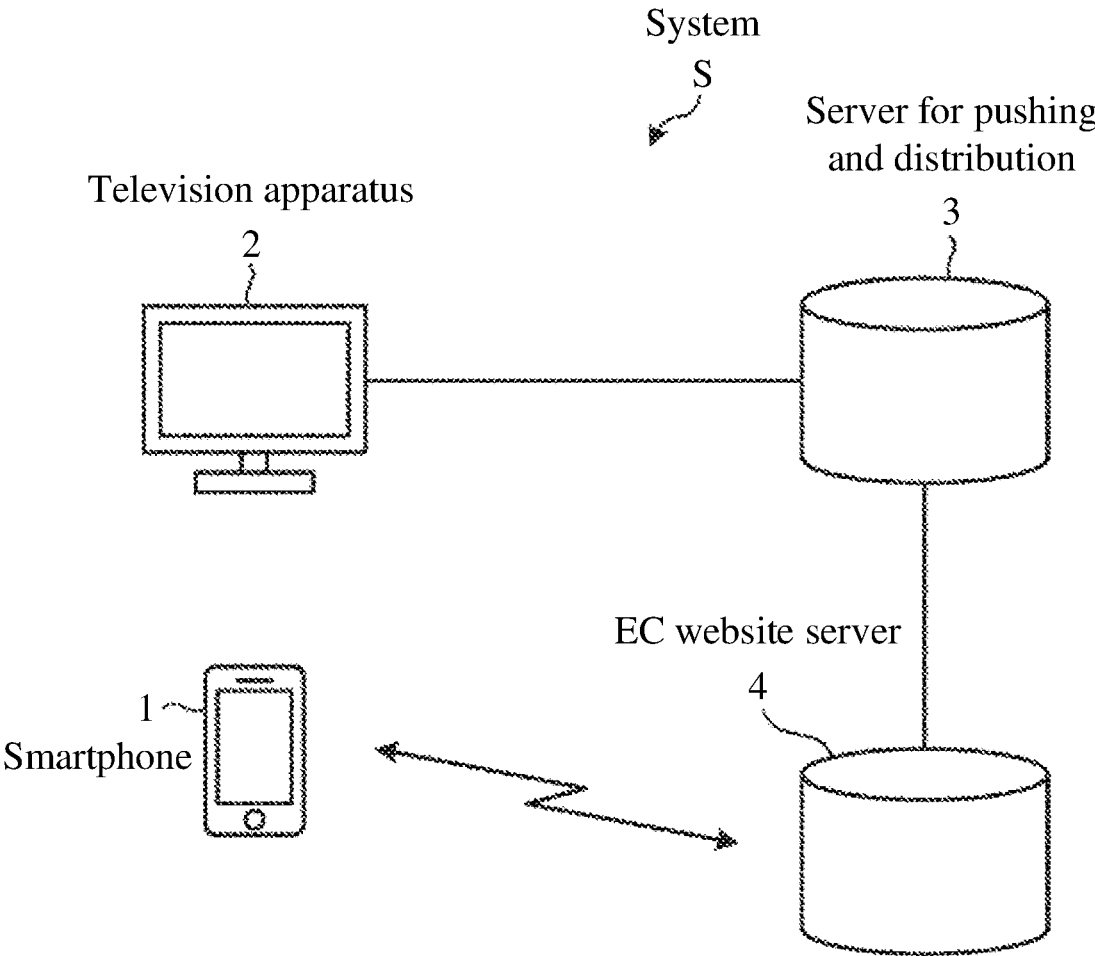 System
S
Server for pushing
and distribution
3
Television apparatus
2
EC website server
4
1
Smartphone